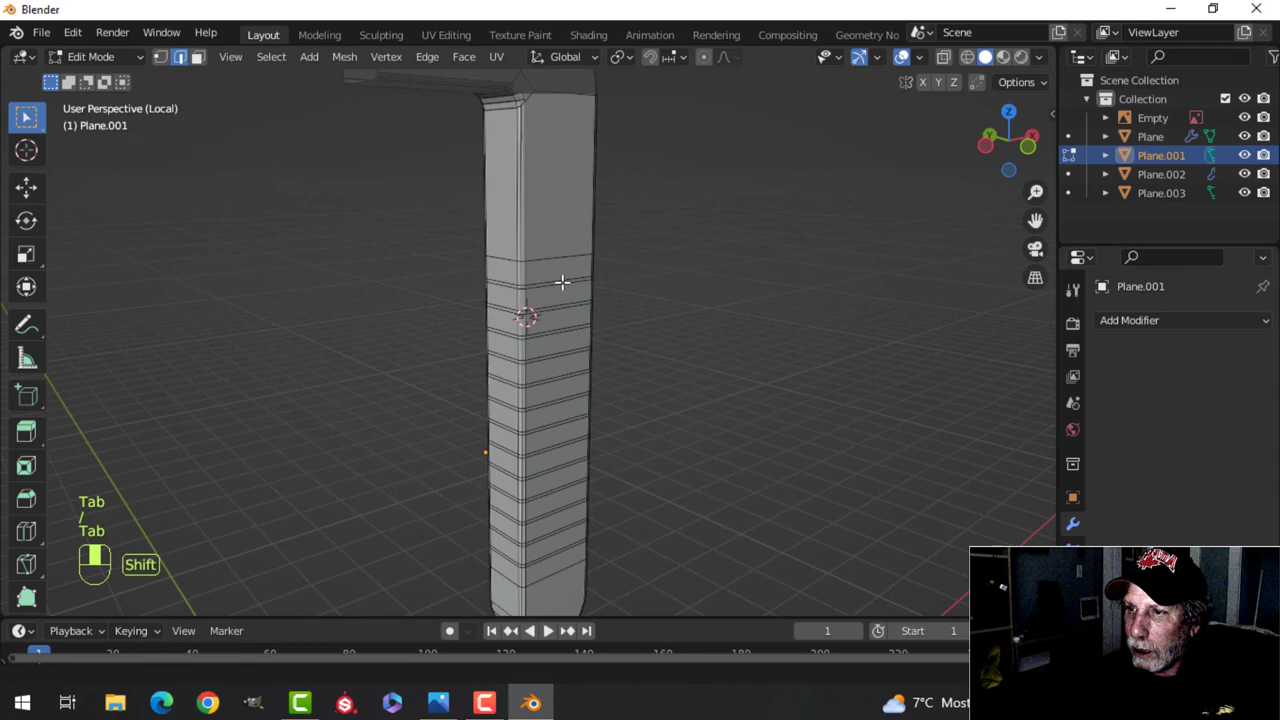 Blender
File Edit Render Window Help
Layout Modeling Sculpting UV Editing Texture Paint Shading Animation Rendering Compositing Geometry No
Scene
ViewLayer
Edit Mode
View Select Add Mesh Vertex Edge Face UV
Global
X Y Z
Options
User Perspective (Local)
(1) Plane.001
Z
Scene Collection
Collection
Empty
Plane
Plane.001
Plane.002
Plane.003
Plane.001
Add Modifier
Tab
/
Tab
Shift
Playback Keying View Marker
1
Start 1
1
80
7°C Most